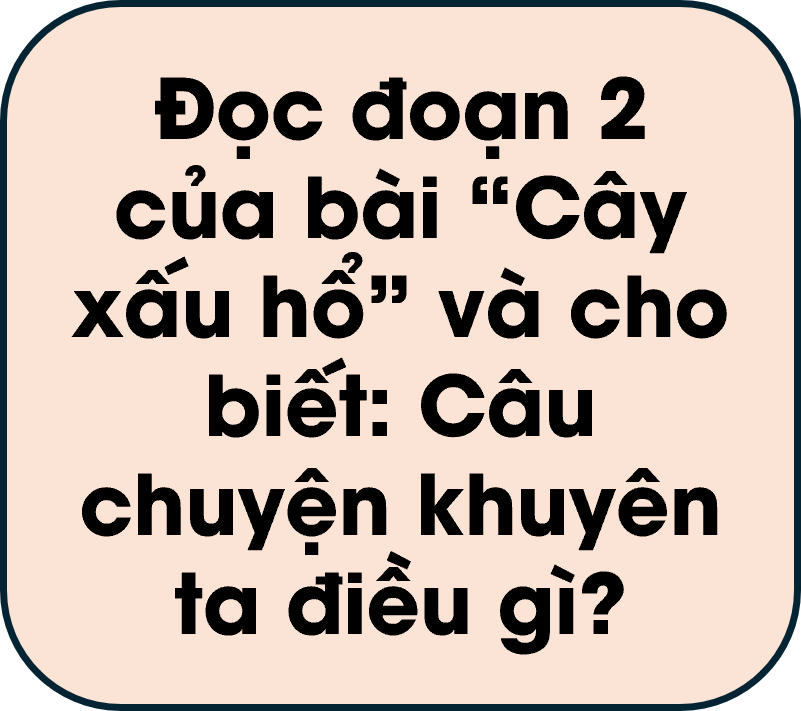 Đọc đoạn 2
của bài “Cây
xấu hổ” và cho
biết: Câu
chuyện khuyên
ta điều gì?